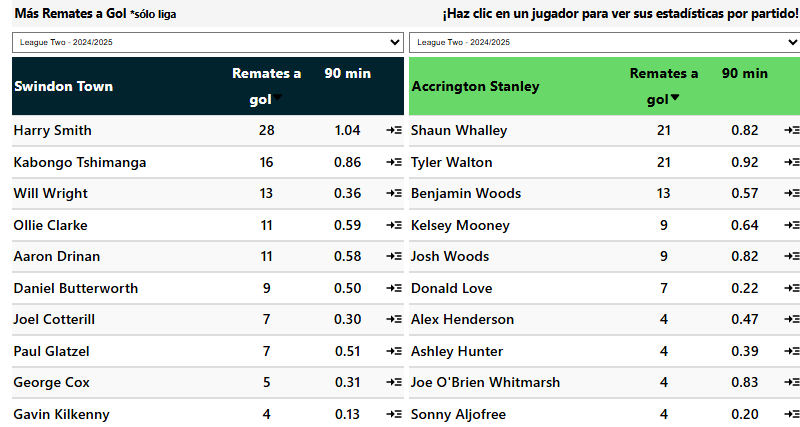 Más Remates a Gol *sólo liga
¡Haz clic en un jugador para ver sus estadísticas por partido!
League Two - 2024/2025
League Two - 2024/2025
Swindon Town Remates a gol 90 min
Harry Smith 28 1.04
Kabongo Tshimanga 16 0.86
Will Wright 13 0.36
Ollie Clarke 11 0.59
Aaron Drinan 11 0.58
Daniel Butterworth 9 0.50
Joel Cotterill 7 0.30
Paul Glatzel 7 0.51
George Cox 5 0.31
Gavin Kilkenny 4 0.13
Accrington Stanley Remates a gol 90 min
Shaun Whalley 21 0.82
Tyler Walton 21 0.92
Benjamin Woods 13 0.57
Kelsey Mooney 9 0.64
Josh Woods 9 0.82
Donald Love 7 0.22
Alex Henderson 4 0.47
Ashley Hunter 4 0.39
Joe O'Brien Whitmarsh 4 0.83
Sonny Aljofree 4 0.20